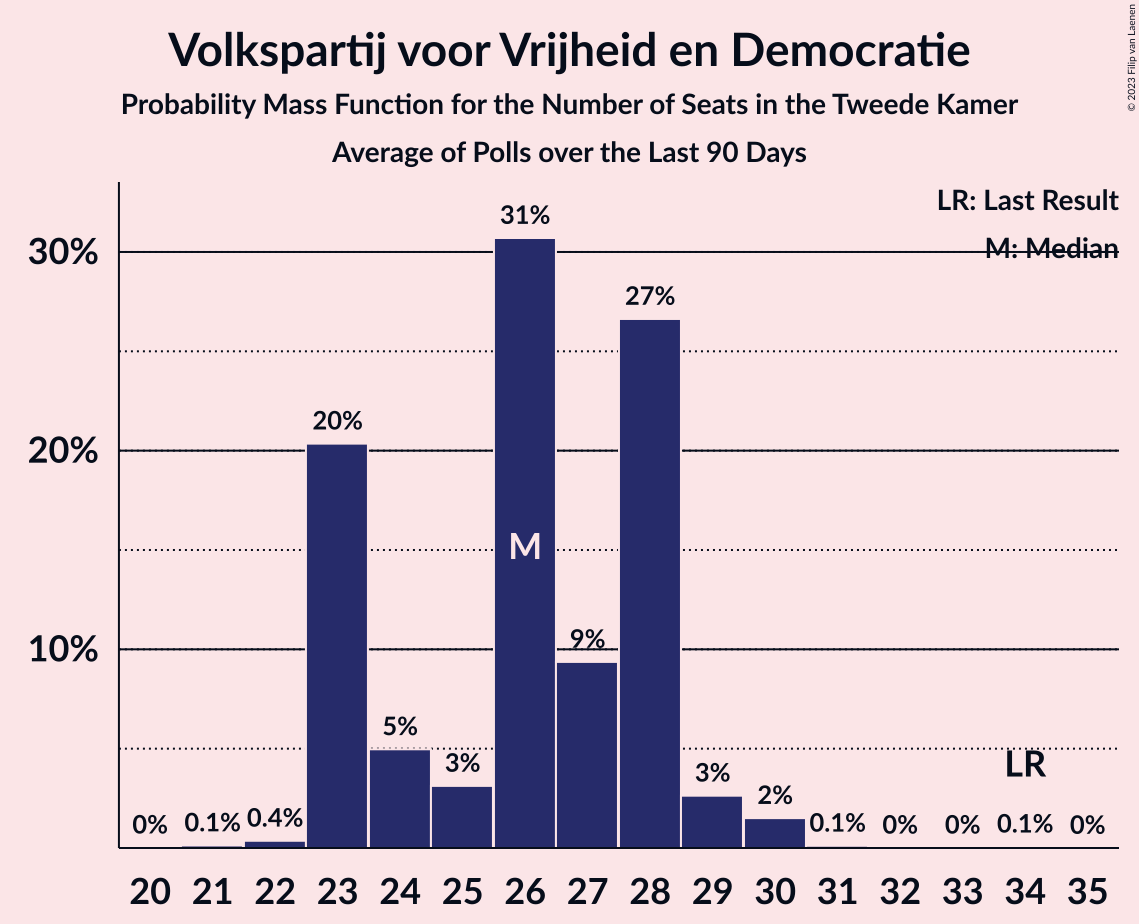 Volkspartij voor Vrijheid en Democratie
Probability Mass Function for the Number of Seats in the Tweede Kamer
Average of Polls over the Last 90 Days
© 2023 Filip van Laenen
LR: Last Result
M: Median
30%
20%
10%
0%
0.1%
0.4%
20%
5%
3%
31%
M
9%
27%
3%
2%
0.1%
0%
0%
LR
0.1%
0%
20 21 22 23 24 25 26 27 28 29 30 31 32 33 34 35